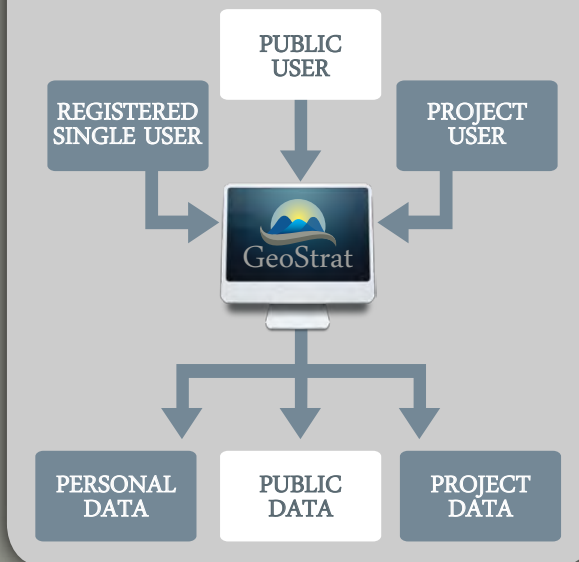 PUBLIC
USER
REGISTERED
SINGLE USER
PROJECT
USER
GeoStrat
PERSONAL
DATA
PUBLIC
DATA
PROJECT
DATA